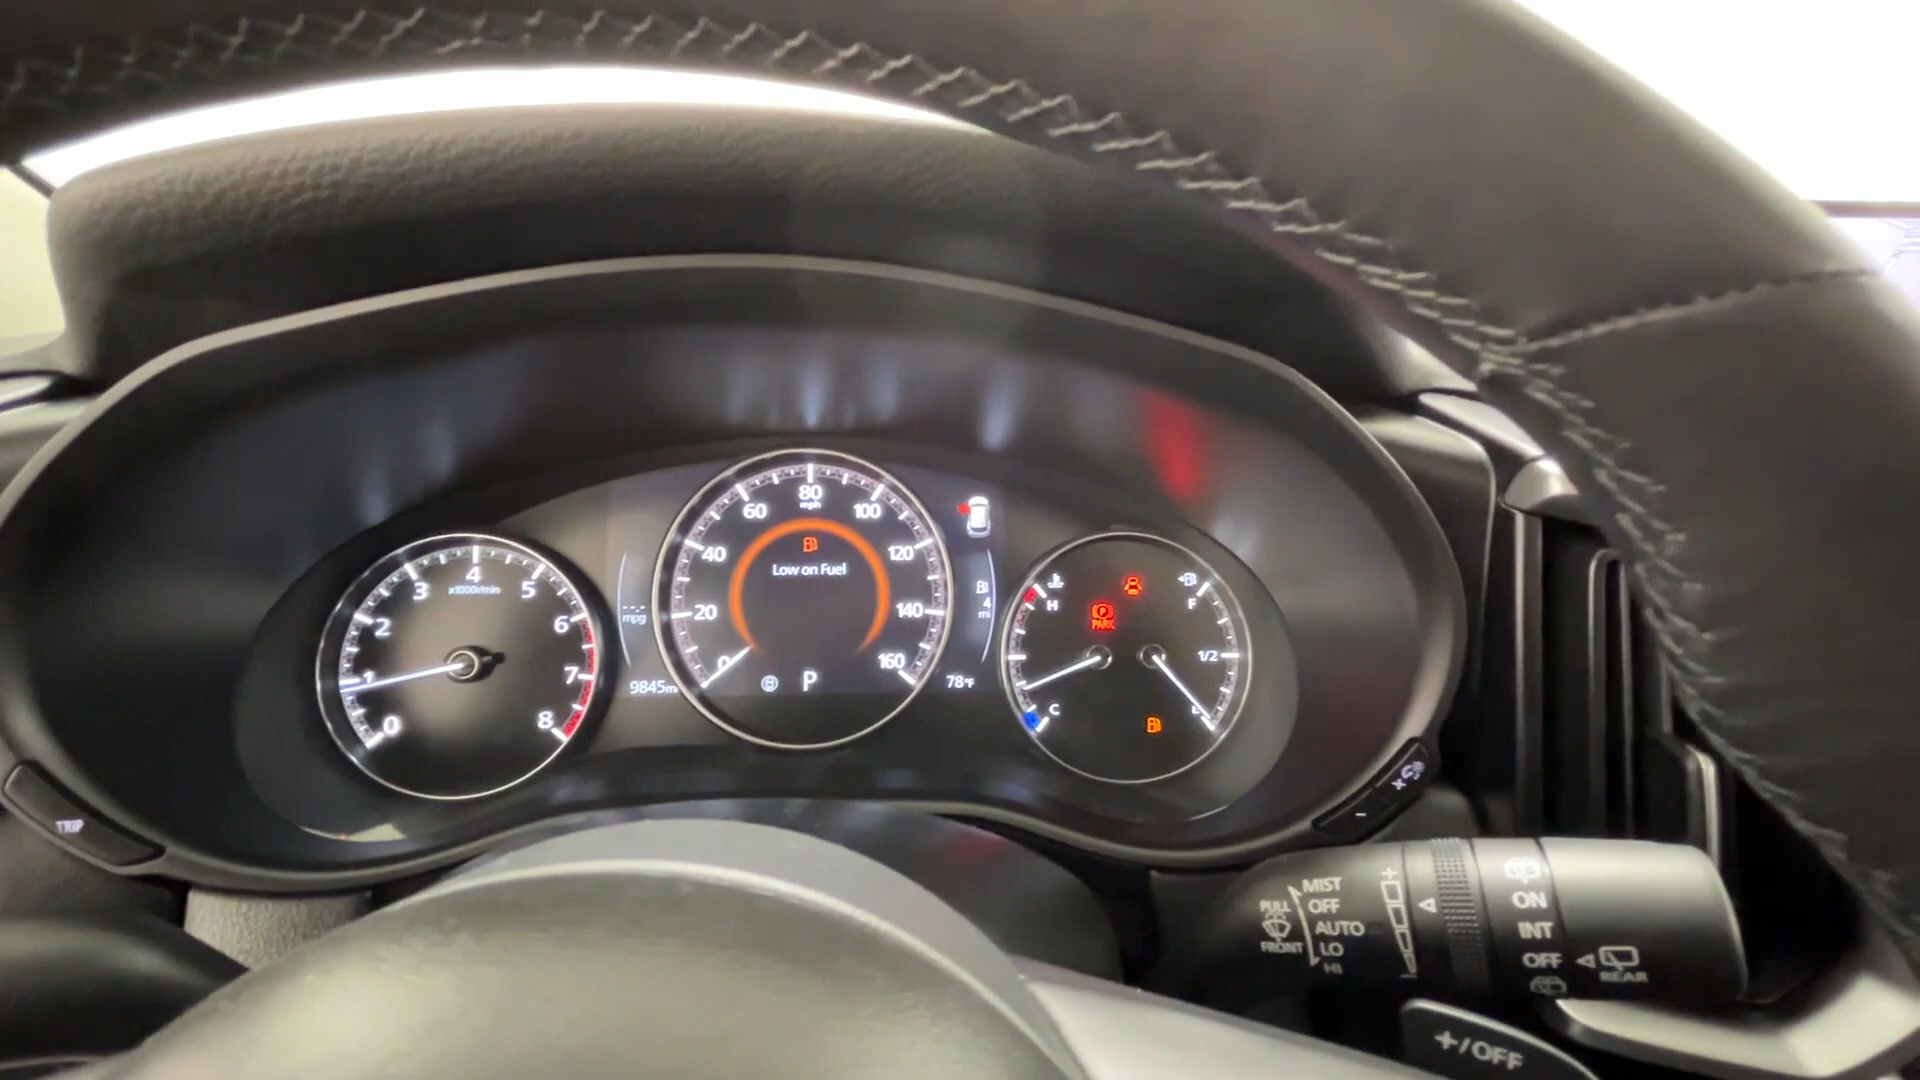 0
1
2
3
4
5
6
7
8
x1000r/min
---
mpg
9845mi
0
20
40
60
80
mph
100
120
140
160
Low on Fuel
P
4
mi
78°F
H
C
PARK
F
1/2
E
TRIP
+
-
PULL
FRONT
MIST
OFF
AUTO
LO
HI
+
-
ON
INT
OFF
REAR
+/OFF